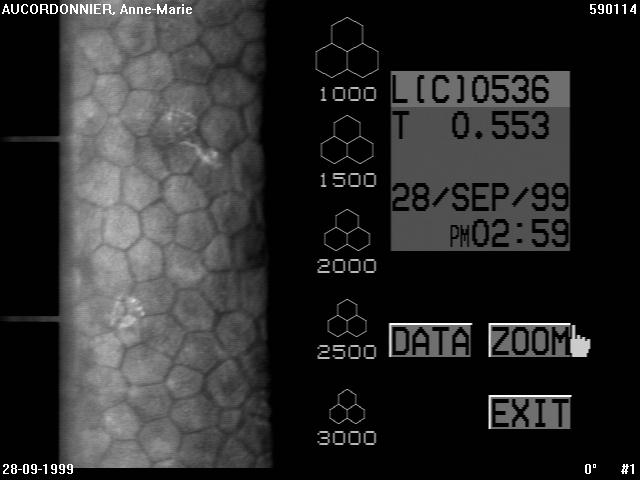 AUCORDONNIER, Anne-Marie
590114
1000
1500
2000
2500
3000
L(C)0536
T 0.553
28/SEP/99
PM02:59
DATA ZOOM
EXIT
28-09-1999
0° #1